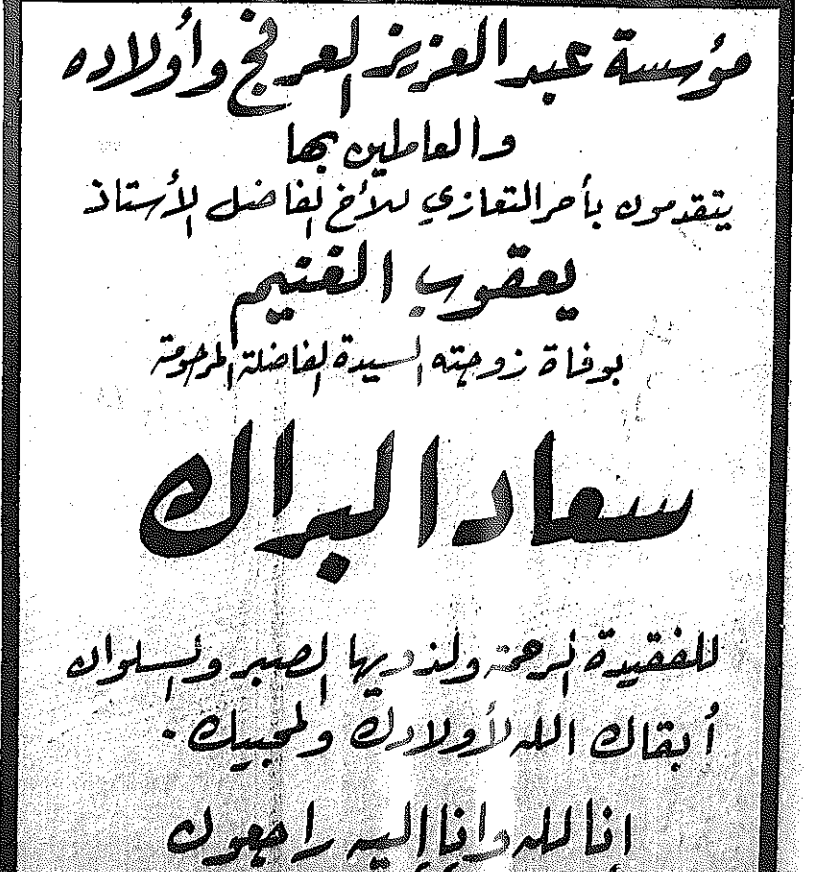 مؤسسة عبد العزيز العرفج وأولاده
والعاملين بها
يتقدمون بأحر التعازي للأخ الفاضل الأستاذ
يعقوب الغنيم
بوفاة زوجته السيدة الفاضلة المرحومة
سعاد البراك
للفقيدة الرحمة ولذويها الصبر والسلوان
أبقاك الله لأولادك ولمحبيك .
إنا لله وإنا إليه راجعون